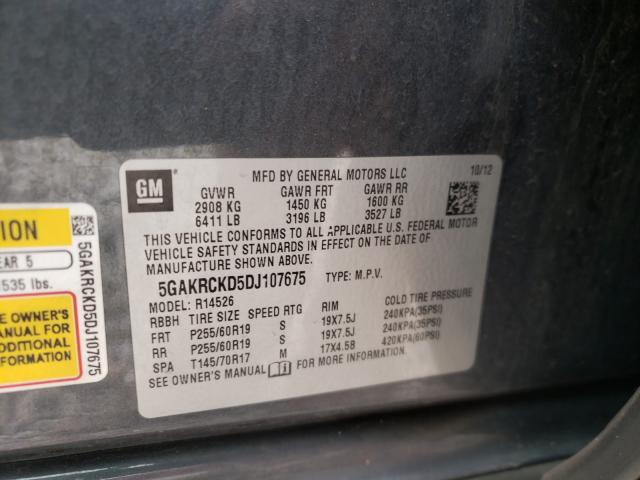 MFD BY GENERAL MOTORS LLC 10/12
GM
GVWR GAWR FRT GAWR RR
2908 KG 1450 KG 1600 KG
6411 LB 3196 LB 3527 LB
THIS VEHICLE CONFORMS TO ALL APPLICABLE U.S. FEDERAL MOTOR
VEHICLE SAFETY STANDARDS IN EFFECT ON THE DATE OF
MANUFACTURE SHOWN ABOVE.
5GAKRCKD5DJ107675 TYPE: M.P.V.
MODEL: R14526
RBBH TIRE SIZE SPEED RTG RIM COLD TIRE PRESSURE
FRT P255/60R19 S 19X7.5J 240KPA(35PSI)
RR P255/60R19 S 19X7.5J 240KPA(35PSI)
SPA T145/70R17 M 17X4.5B 420KPA(60PSI)
SEE OWNER'S MANUAL FOR MORE INFORMATION.
ION
EAR 5
535 lbs.
E OWNER'S
ANUAL FOR
ADDITIONAL
FORMATION
5GAKRCKD5DJ107675